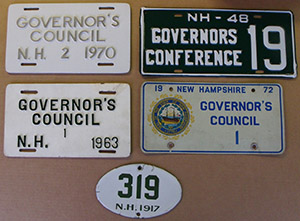 GOVERNOR'S
COUNCIL
N.H. 2 1970
NH - 48
GOVERNORS
CONFERENCE
19
GOVERNOR'S
COUNCIL
1
N.H. 1963
19 NEW HAMPSHIRE 72
GOVERNOR'S
COUNCIL
1
319
N.H. 1917